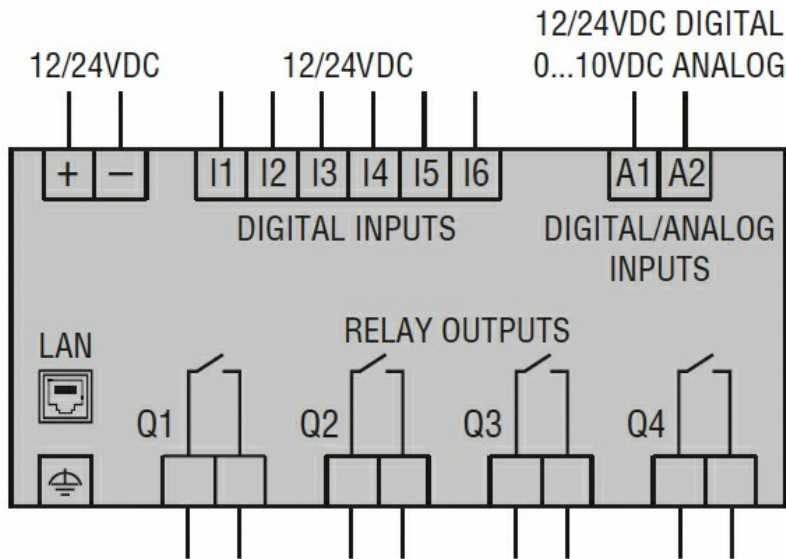 12/24VDC DIGITAL
12/24VDC 12/24VDC 0...10VDC ANALOG
+ − I1 I2 I3 I4 I5 I6 A1 A2
DIGITAL INPUTS DIGITAL/ANALOG
INPUTS
RELAY OUTPUTS
LAN
Q1 Q2 Q3 Q4